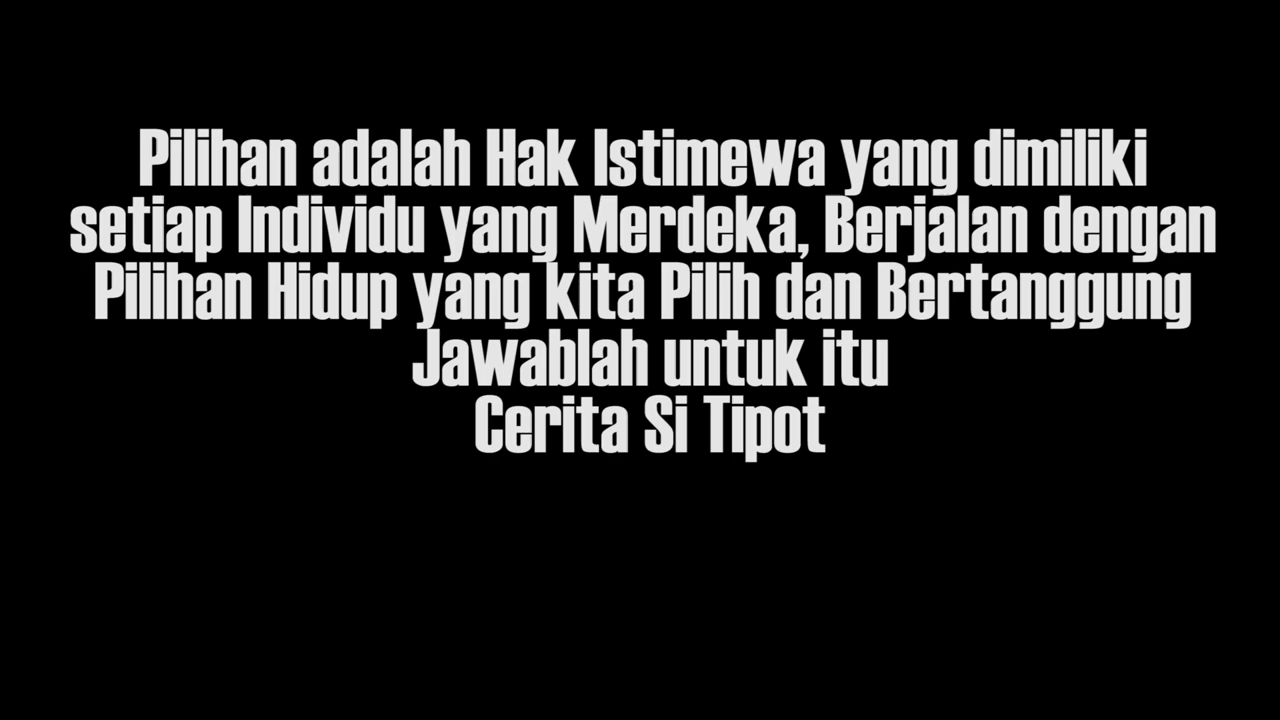 Pilihan adalah Hak Istimewa yang dimiliki
setiap Individu yang Merdeka, Berjalan dengan
Pilihan Hidup yang kita Pilih dan Bertanggung
Jawablah untuk itu
Cerita Si Tipot